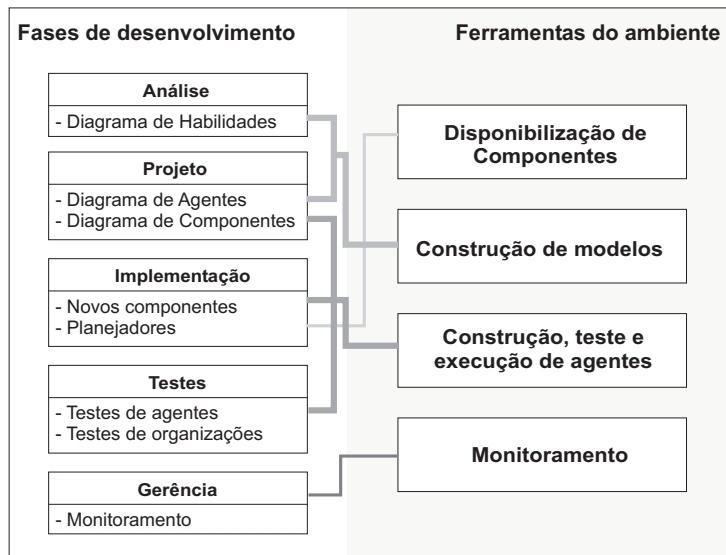 Fases de desenvolvimento
Análise
- Diagrama de Habilidades
Projeto
- Diagrama de Agentes
- Diagrama de Componentes
Implementação
- Novos componentes
- Planejadores
Testes
- Testes de agentes
- Testes de organizações
Gerência
- Monitoramento
Ferramentas do ambiente
Disponibilização de
Componentes
Construção de modelos
Construção, teste e
execução de agentes
Monitoramento